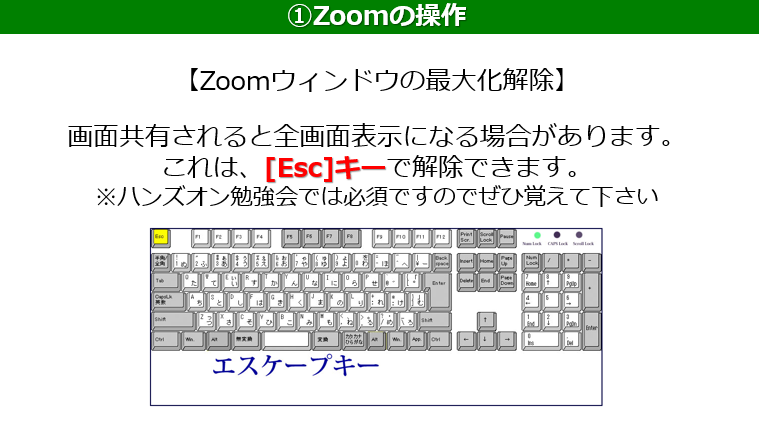 ①Zoomの操作
【Zoomウィンドウの最大化解除】
画面共有されると全画面表示になる場合があります。
これは、[Esc]キーで解除できます。
※ハンズオン勉強会では必須ですのでぜひ覚えて下さい
Esc F1 F2 F3 F4 F5 F6 F7 F8 F9 F10 F11 F12 Print Scr. Scroll Lock Pause
Num Lock CAPS Lock Scroll Lock
半角/全角 Back space Insert Home Page Up Num Lock / * -
Tab Q W E R T Y U I O P Enter Delete End Page Down 7 Home 8 ↑ 9 PgUp +
CapsLk 英数 A S D F G H J K L 4 ← 5 6 →
Shift Z X C V B N M Shift ↑ 1 End 2 ↓ 3 PgDn Enter
Ctrl Win. Alt 無変換 変換 カタカナ ひらがな Alt Win. App. Ctrl ← ↓ → 0 Ins . Del
エスケープキー